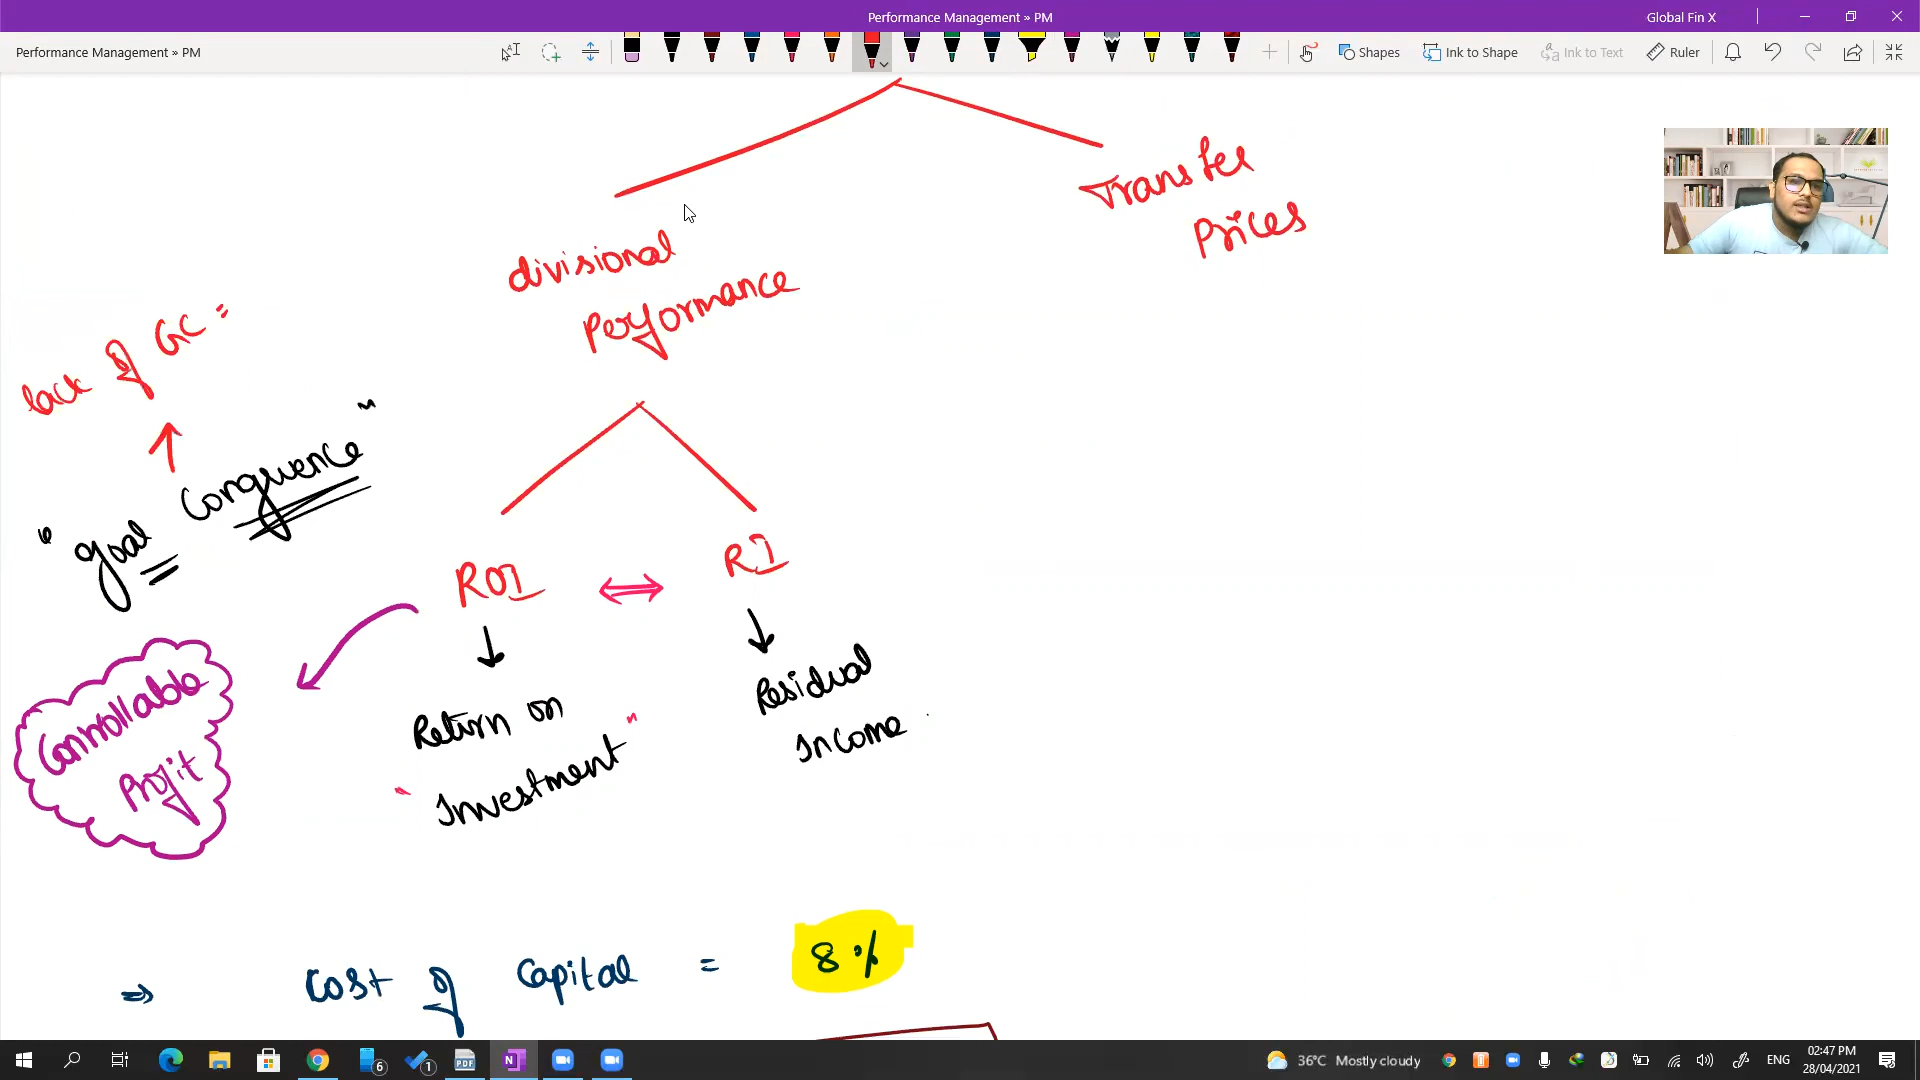 Performance Management » PM
Global Fin X
Performance Management » PM
Shapes
Ink to Shape
Ink to Text
Ruler
Transfer
Prices
divisional
Performance
lack of GC =
"goal Congruence"
ROI
RI
Return on
"Investment"
Residual
Income
Controllable
Profit
⇒ Cost of Capital = 8%
6
1
36°C Mostly cloudy
ENG
02:47 PM
28/04/2021